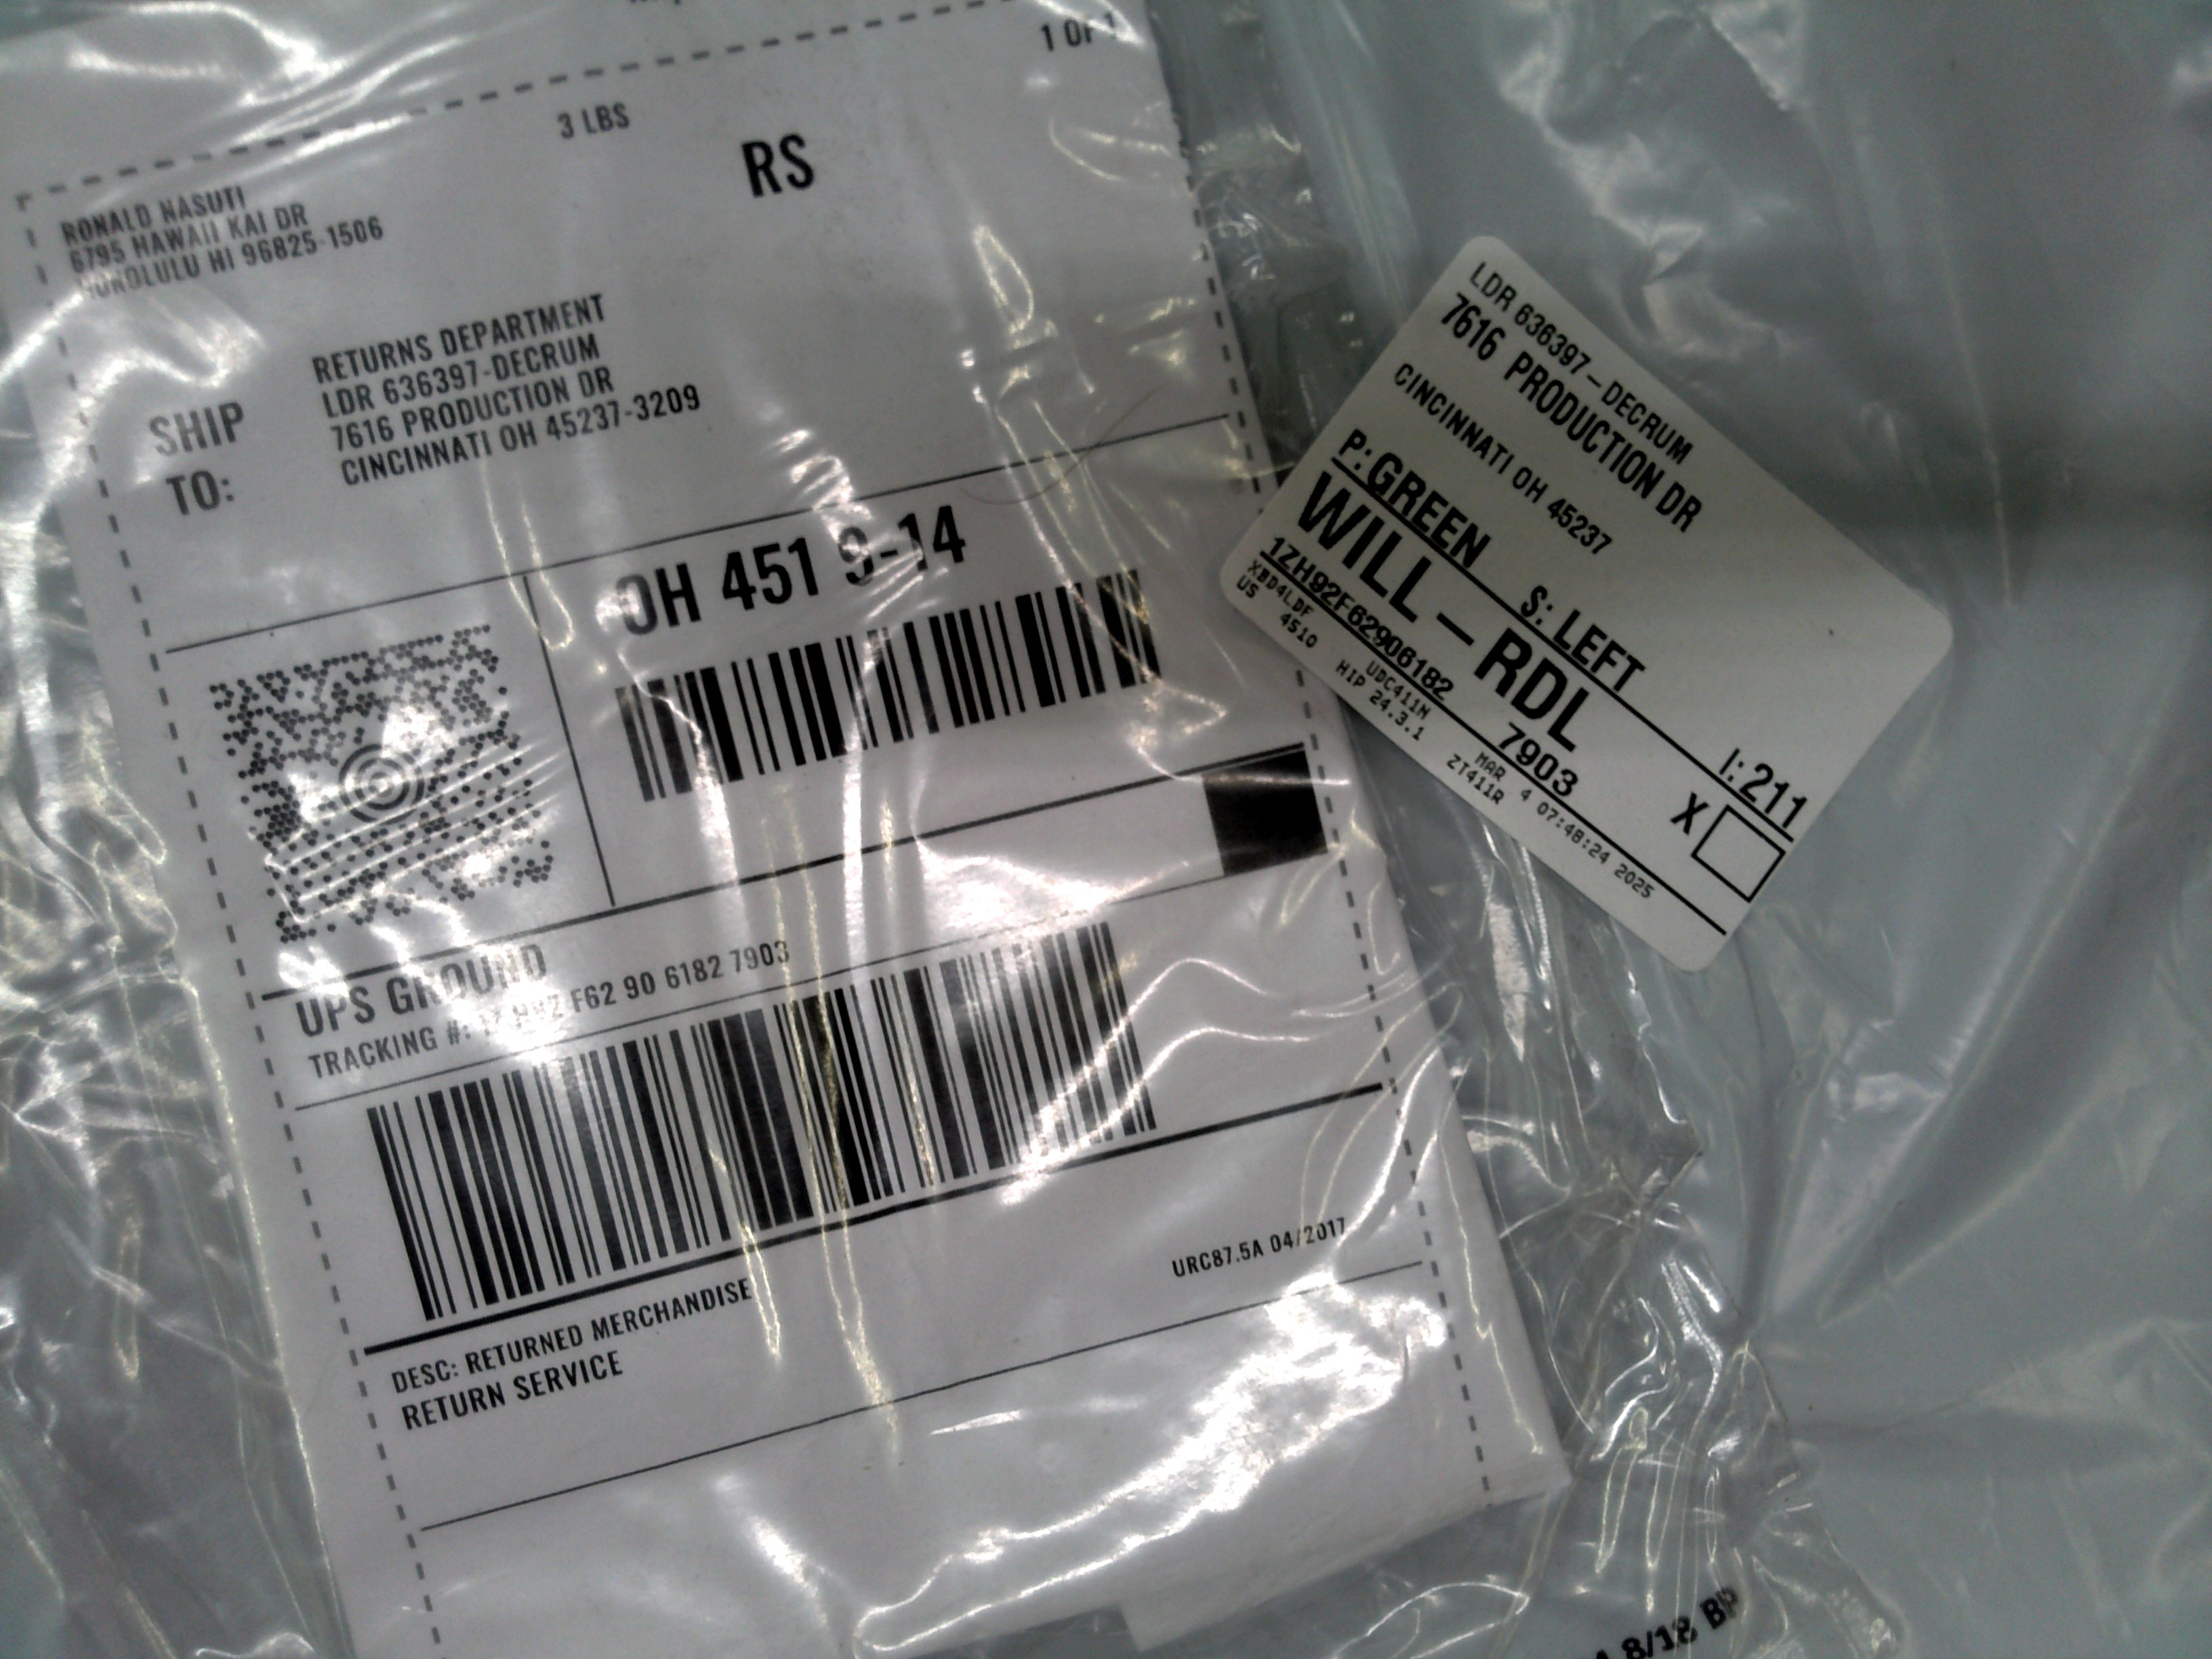 1 OF 1
3 LBS
RS
RONALD NASUTI
6795 HAWAII KAI DR
HONOLULU HI 96825-1506
SHIP TO:
RETURNS DEPARTMENT
LDR 636397-DECRUM
7616 PRODUCTION DR
CINCINNATI OH 45237-3209
OH 451 9-14
UPS GROUND
TRACKING #: 1Z H92 F62 90 6182 7903
DESC: RETURNED MERCHANDISE
RETURN SERVICE
URC87.5A 04/2017
LDR 636397-DECRUM
7616 PRODUCTION DR
CINCINNATI OH 45237
P: GREEN S: LEFT I: 211
WILL-RDL X
1ZH92F62906182 7903
XBD4LDF UDC411N MAR 4 07:48:24 2025
US 4510 HIP 24.3.1 ZT411R
8/18 BP